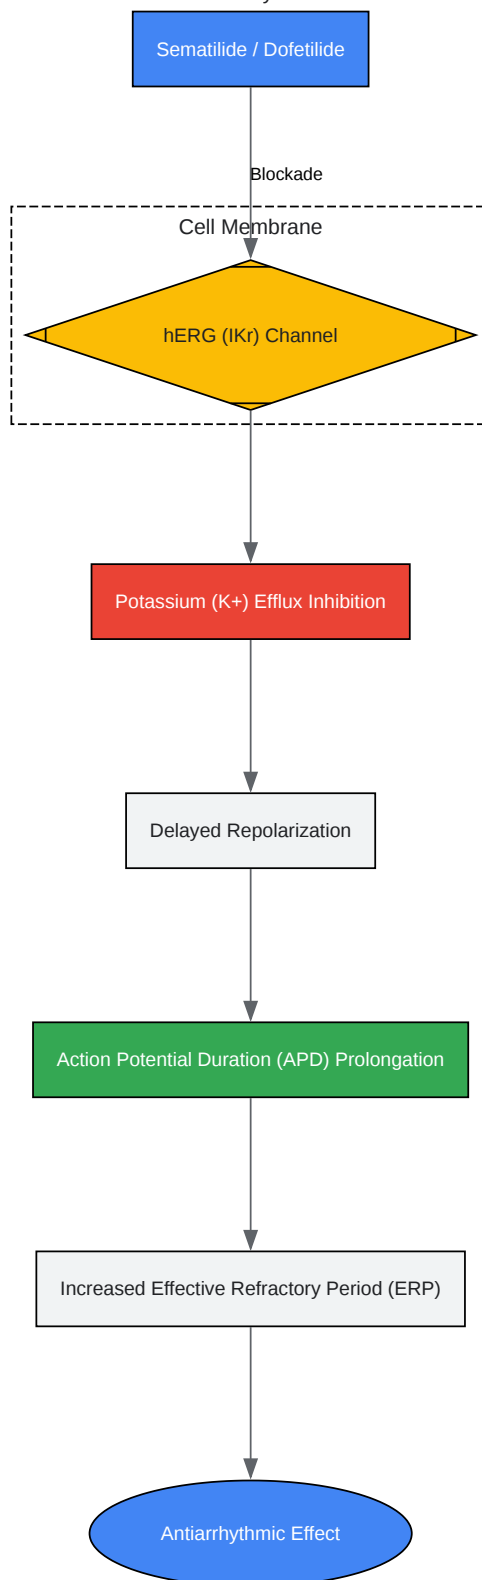 Sematilide / Dofetilide
Blockade
Cell Membrane
hERG (IKr) Channel
Potassium (K+) Efflux Inhibition
Delayed Repolarization
Action Potential Duration (APD) Prolongation
Increased Effective Refractory Period (ERP)
Antiarrhythmic Effect